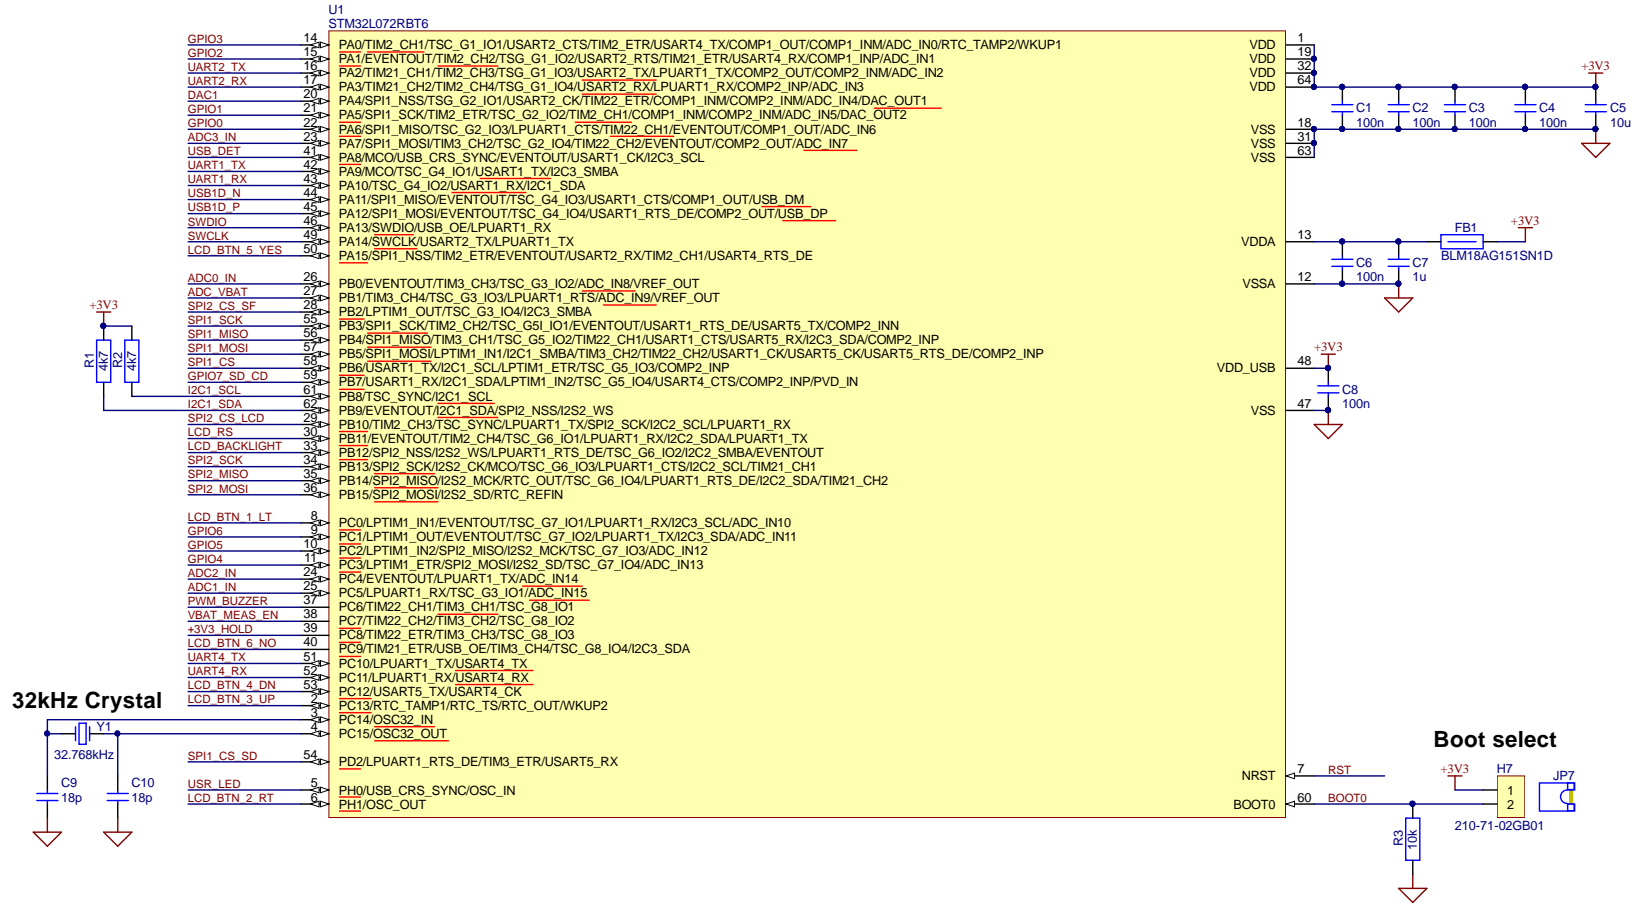 U1
STM32L072RBT6
GPIO3 14 PA0/TIM2_CH1/TSC_G1_IO1/USART2_CTS/TIM2_ETR/USART4_TX/COMP1_OUT/COMP1_INM/ADC_IN0/RTC_TAMP2/WKUP1
GPIO2 15 PA1/EVENTOUT/TIM2_CH2/TSG_G1_IO2/USART2_RTS/TIM21_ETR/USART4_RX/COMP1_INP/ADC_IN1
UART2_TX 16 PA2/TIM21_CH1/TIM2_CH3/TSG_G1_IO3/USART2_TX/LPUART1_TX/COMP2_OUT/COMP2_INM/ADC_IN2
UART2_RX 17 PA3/TIM21_CH2/TIM2_CH4/TSG_G1_IO4/USART2_RX/LPUART1_RX/COMP2_INP/ADC_IN3
DAC1 20 PA4/SPI1_NSS/TSG_G2_IO1/USART2_CK/TIM22_ETR/COMP1_INM/COMP2_INM/ADC_IN4/DAC_OUT1
GPIO1 21 PA5/SPI1_SCK/TIM2_ETR/TSC_G2_IO2/TIM2_CH1/COMP1_INM/COMP2_INM/ADC_IN5/DAC_OUT2
GPIO0 22 PA6/SPI1_MISO/TSC_G2_IO3/LPUART1_CTS/TIM22_CH1/EVENTOUT/COMP1_OUT/ADC_IN6
ADC3_IN 23 PA7/SPI1_MOSI/TIM3_CH2/TSC_G2_IO4/TIM22_CH2/EVENTOUT/COMP2_OUT/ADC_IN7
USB_DET 41 PA8/MCO/USB_CRS_SYNC/EVENTOUT/USART1_CK/I2C3_SCL
UART1_TX 42 PA9/MCO/TSC_G4_IO1/USART1_TX/I2C3_SMBA
UART1_RX 43 PA10/TSC_G4_IO2/USART1_RX/I2C1_SDA
USB1D_N 44 PA11/SPI1_MISO/EVENTOUT/TSC_G4_IO3/USART1_CTS/COMP1_OUT/USB_DM
USB1D_P 45 PA12/SPI1_MOSI/EVENTOUT/TSC_G4_IO4/USART1_RTS_DE/COMP2_OUT/USB_DP
SWDIO 46 PA13/SWDIO/USB_OE/LPUART1_RX
SWCLK 49 PA14/SWCLK/USART2_TX/LPUART1_TX
LCD_BTN_5_YES 50 PA15/SPI1_NSS/TIM2_ETR/EVENTOUT/USART2_RX/TIM2_CH1/USART4_RTS_DE
ADC0_IN 26 PB0/EVENTOUT/TIM3_CH3/TSC_G3_IO2/ADC_IN8/VREF_OUT
ADC_VBAT 27 PB1/TIM3_CH4/TSC_G3_IO3/LPUART1_RTS/ADC_IN9/VREF_OUT
SPI2_CS_SF 28 PB2/LPTIM1_OUT/TSC_G3_IO4/I2C3_SMBA
SPI1_SCK 55 PB3/SPI1_SCK/TIM2_CH2/TSC_G5I_IO1/EVENTOUT/USART1_RTS_DE/USART5_TX/COMP2_INN
SPI1_MISO 56 PB4/SPI1_MISO/TIM3_CH1/TSC_G5_IO2/TIM22_CH1/USART1_CTS/USART5_RX/I2C3_SDA/COMP2_INP
SPI1_MOSI 57 PB5/SPI1_MOSI/LPTIM1_IN1/I2C1_SMBA/TIM3_CH2/TIM22_CH2/USART1_CK/USART5_CK/USART5_RTS_DE/COMP2_INP
SPI1_CS 58 PB6/USART1_TX/I2C1_SCL/LPTIM1_ETR/TSC_G5_IO3/COMP2_INP
GPIO7_SD_CD 59 PB7/USART1_RX/I2C1_SDA/LPTIM1_IN2/TSC_G5_IO4/USART4_CTS/COMP2_INP/PVD_IN
I2C1_SCL 61 PB8/TSC_SYNC/I2C1_SCL
I2C1_SDA 62 PB9/EVENTOUT/I2C1_SDA/SPI2_NSS/I2S2_WS
SPI2_CS_LCD 29 PB10/TIM2_CH3/TSC_SYNC/LPUART1_TX/SPI2_SCK/I2C2_SCL/LPUART1_RX
LCD_RS 30 PB11/EVENTOUT/TIM2_CH4/TSC_G6_IO1/LPUART1_RX/I2C2_SDA/LPUART1_TX
LCD_BACKLIGHT 33 PB12/SPI2_NSS/I2S2_WS/LPUART1_RTS_DE/TSC_G6_IO2/I2C2_SMBA/EVENTOUT
SPI2_SCK 34 PB13/SPI2_SCK/I2S2_CK/MCO/TSC_G6_IO3/LPUART1_CTS/I2C2_SCL/TIM21_CH1
SPI2_MISO 35 PB14/SPI2_MISO/I2S2_MCK/RTC_OUT/TSC_G6_IO4/LPUART1_RTS_DE/I2C2_SDA/TIM21_CH2
SPI2_MOSI 36 PB15/SPI2_MOSI/I2S2_SD/RTC_REFIN
LCD_BTN_1_LT 8 PC0/LPTIM1_IN1/EVENTOUT/TSC_G7_IO1/LPUART1_RX/I2C3_SCL/ADC_IN10
GPIO6 9 PC1/LPTIM1_OUT/EVENTOUT/TSC_G7_IO2/LPUART1_TX/I2C3_SDA/ADC_IN11
GPIO5 10 PC2/LPTIM1_IN2/SPI2_MISO/I2S2_MCK/TSC_G7_IO3/ADC_IN12
GPIO4 11 PC3/LPTIM1_ETR/SPI2_MOSI/I2S2_SD/TSC_G7_IO4/ADC_IN13
ADC2_IN 24 PC4/EVENTOUT/LPUART1_TX/ADC_IN14
ADC1_IN 25 PC5/LPUART1_RX/TSC_G3_IO1/ADC_IN15
PWM_BUZZER 37 PC6/TIM22_CH1/TIM3_CH1/TSC_G8_IO1
VBAT_MEAS_EN 38 PC7/TIM22_CH2/TIM3_CH2/TSC_G8_IO2
+3V3_HOLD 39 PC8/TIM22_ETR/TIM3_CH3/TSC_G8_IO3
LCD_BTN_6_NO 40 PC9/TIM21_ETR/USB_OE/TIM3_CH4/TSC_G8_IO4/I2C3_SDA
UART4_TX 51 PC10/LPUART1_TX/USART4_TX
UART4_RX 52 PC11/LPUART1_RX/USART4_RX
LCD_BTN_4_DN 53 PC12/USART5_TX/USART4_CK
LCD_BTN_3_UP 2 PC13/RTC_TAMP1/RTC_TS/RTC_OUT/WKUP2
3 PC14/OSC32_IN
4 PC15/OSC32_OUT
SPI1_CS_SD 54 PD2/LPUART1_RTS_DE/TIM3_ETR/USART5_RX
USR_LED 5 PH0/USB_CRS_SYNC/OSC_IN
LCD_BTN_2_RT 6 PH1/OSC_OUT
+3V3
R1 4k7
R2 4k7
32kHz Crystal
Y1
32.768kHz
C9
18p
C10
18p
VDD 1
VDD 19
VDD 32
VDD 64
VSS 18
VSS 31
VSS 63
+3V3
C1
100n
C2
100n
C3
100n
C4
100n
C5
10u
VDDA 13
VSSA 12
FB1
+3V3
BLM18AG151SN1D
C6
100n
C7
1u
VDD_USB 48
+3V3
C8
100n
VSS 47
Boot select
NRST 7 RST
BOOT0 60 BOOT0
+3V3
H7
1
2
210-71-02GB01
JP7
R3
10k